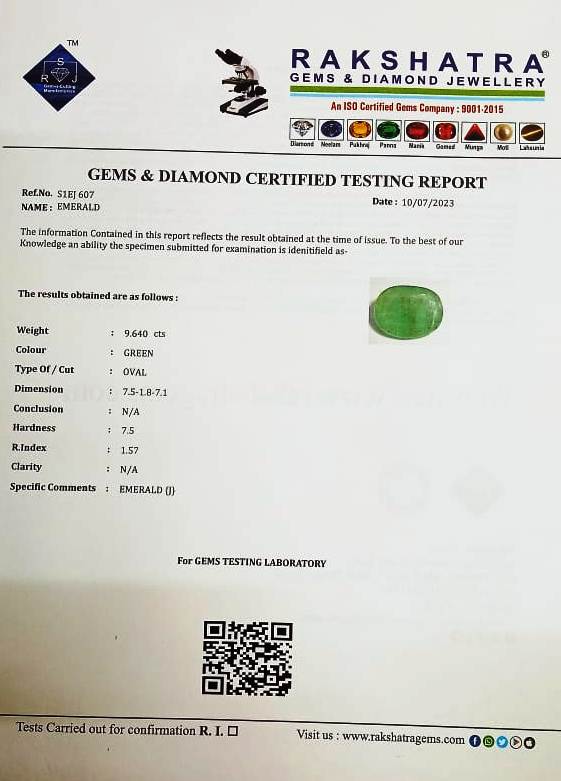 TM
S
R J
RAKSHATRA®
GEMS & DIAMOND JEWELLERY
An ISO Certified Gems Company : 9001-2015
Diamond Neelam Pukhraj Panna Manik Gomed Munga Moti Lahsunia
GEMS & DIAMOND CERTIFIED TESTING REPORT
Ref.No. S1EJ 607
Date : 10/07/2023
NAME : EMERALD
The information Contained in this report reflects the result obtained at the time of issue. To the best of our
Knowledge an ability the specimen submitted for examination is idenitifield as-
The results obtained are as follows :
Weight : 9.640 cts
Colour : GREEN
Type Of / Cut : OVAL
Dimension : 7.5-1.8-7.1
Conclusion : N/A
Hardness : 7.5
R.Index : 1.57
Clarity : N/A
Specific Comments : EMERALD (J)
For GEMS TESTING LABORATORY
Tests Carried out for confirmation R. I. ☐
Visit us : www.rakshatragems.com